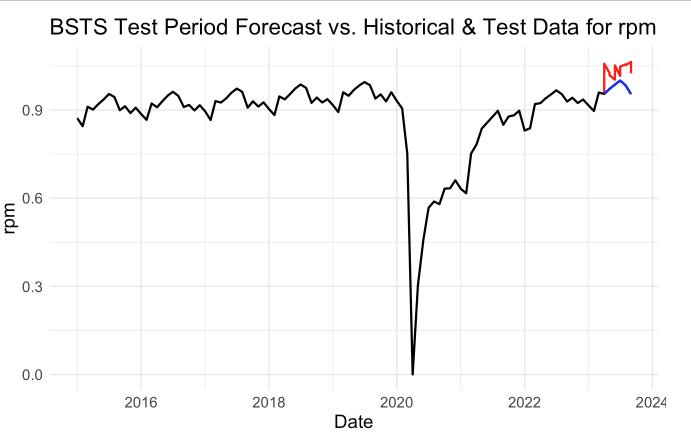 BSTS Test Period Forecast vs. Historical & Test Data for rpm
rpm
0.9
0.6
0.3
0.0
2016 2018 2020 2022 2024
Date